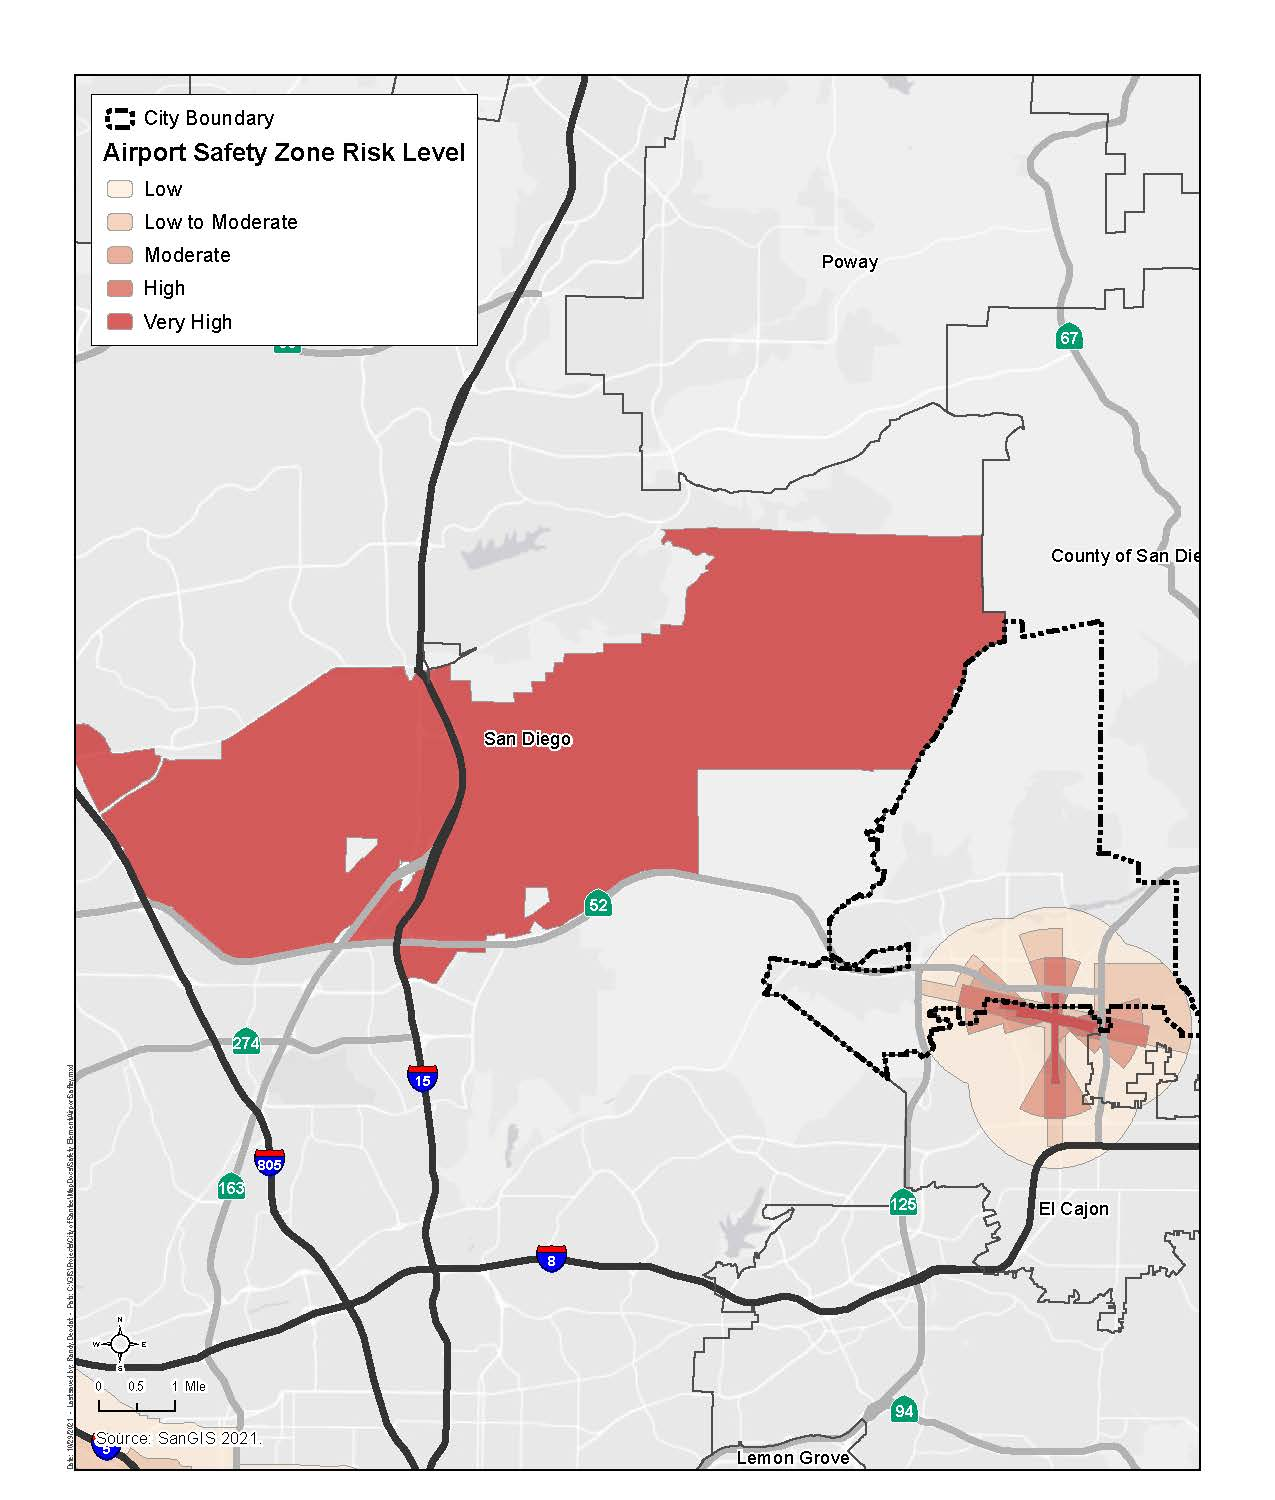 City Boundary
Airport Safety Zone Risk Level
Low
Low to Moderate
Moderate
High
Very High
Poway
67
County of San Die
San Diego
52
274
15
805
163
125
El Cajon
8
N
W E
S
0 0.5 1 Mle
94
Source: SanGIS 2021.
5
Lemon Grove